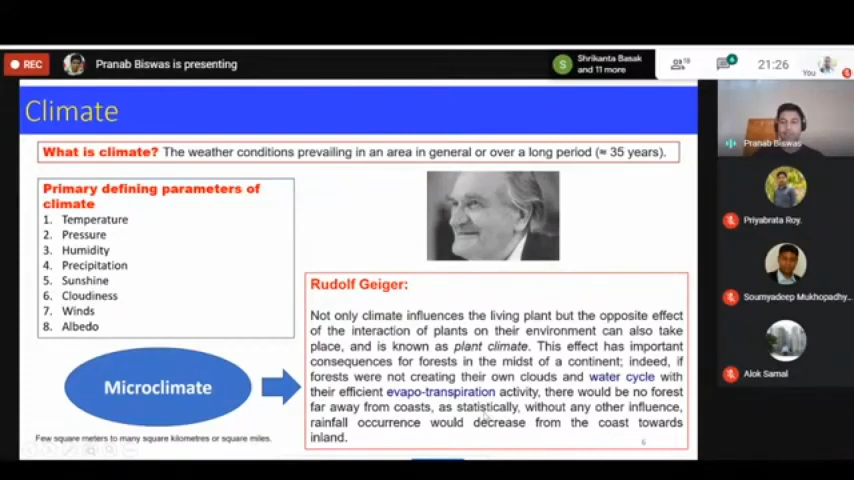 REC
Pranab Biswas is presenting
S
Shrikanta Basak
and 11 more
18
6
21:26
You
Climate
What is climate? The weather conditions prevailing in an area in general or over a long period (≈ 35 years).
Primary defining parameters of
climate
1. Temperature
2. Pressure
3. Humidity
4. Precipitation
5. Sunshine
6. Cloudiness
7. Winds
8. Albedo
Microclimate
Few square meters to many square kilometres or square miles.
Rudolf Geiger:
Not only climate influences the living plant but the opposite effect
of the interaction of plants on their environment can also take
place, and is known as plant climate. This effect has important
consequences for forests in the midst of a continent; indeed, if
forests were not creating their own clouds and water cycle with
their efficient evapo-transpiration activity, there would be no forest
far away from coasts, as statistically, without any other influence,
rainfall occurrence would decrease from the coast towards
inland.
6
Pranab Biswas
Priyabrata Roy.
Soumyadeep Mukhopadhy...
Alok Samal